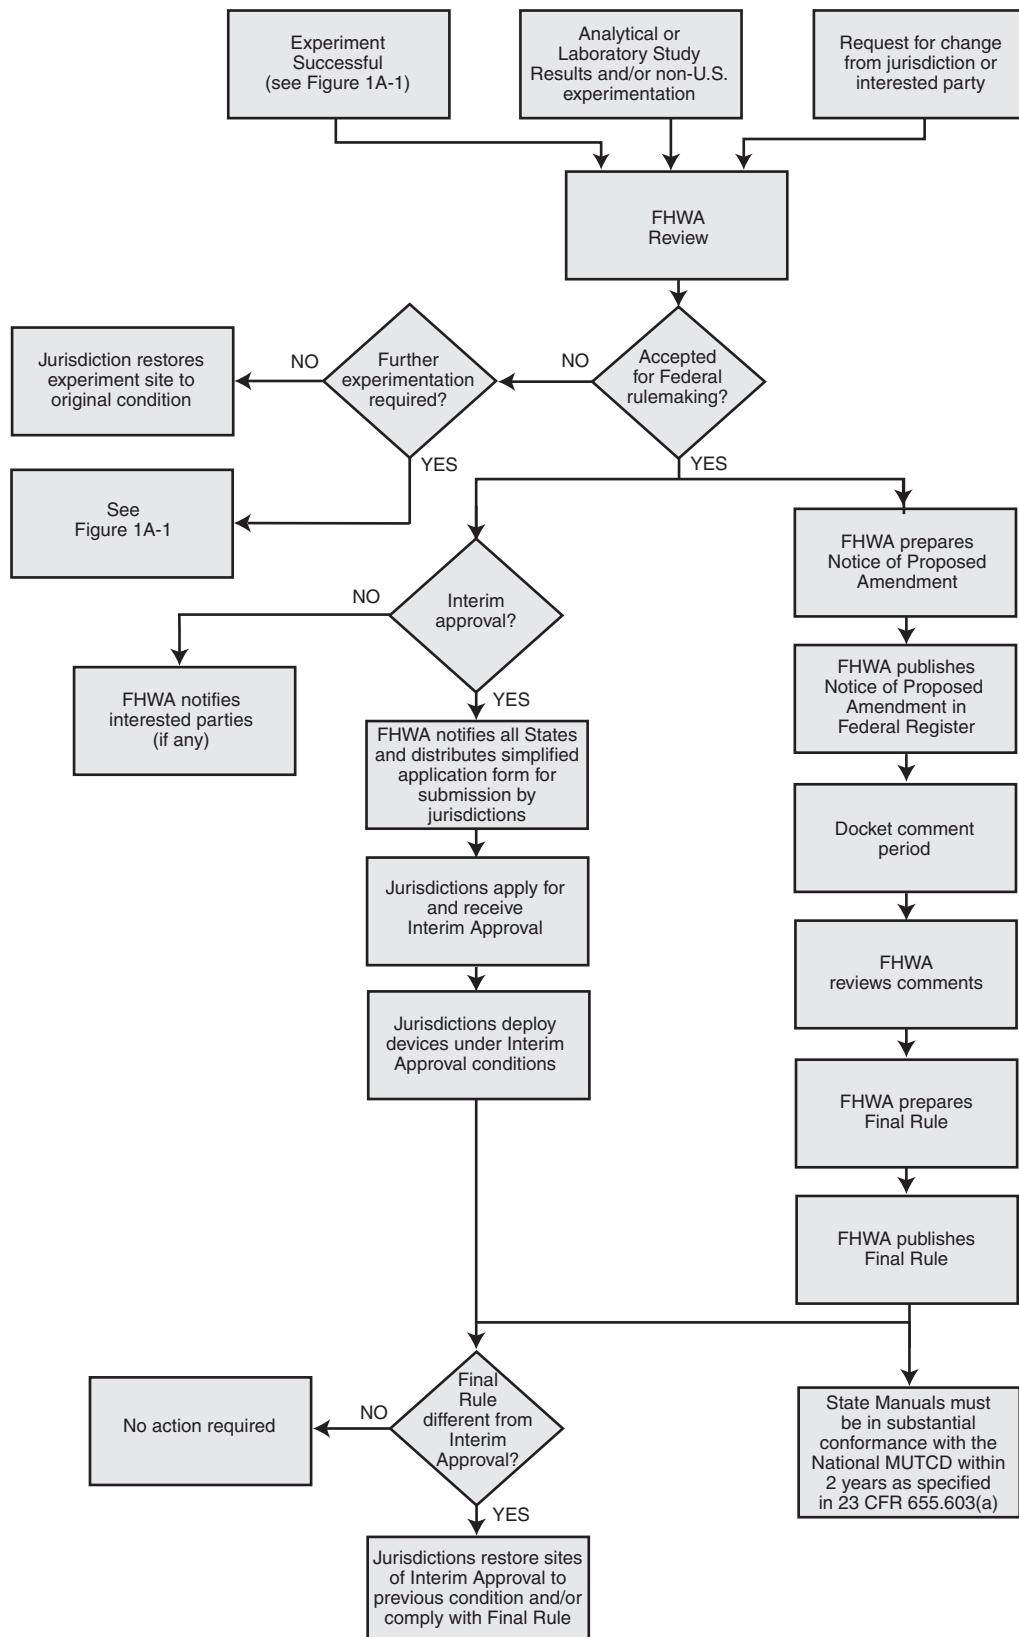 Experiment
Successful
(see Figure 1A-1)
Analytical or
Laboratory Study
Results and/or non-U.S.
experimentation
Request for change
from jurisdiction or
interested party
FHWA
Review
Accepted
for Federal
rulemaking?
NO
Further
experimentation
required?
NO
Jurisdiction restores
experiment site to
original condition
YES
See
Figure 1A-1
YES
Interim
approval?
NO
FHWA notifies
interested parties
(if any)
YES
FHWA notifies all States
and distributes simplified
application form for
submission by
jurisdictions
Jurisdictions apply for
and receive
Interim Approval
Jurisdictions deploy
devices under Interim
Approval conditions
FHWA prepares
Notice of Proposed
Amendment
FHWA publishes
Notice of Proposed
Amendment in
Federal Register
Docket comment
period
FHWA
reviews comments
FHWA prepares
Final Rule
FHWA publishes
Final Rule
Final
Rule
different from
Interim
Approval?
NO
No action required
YES
Jurisdictions restore sites
of Interim Approval to
previous condition and/or
comply with Final Rule
State Manuals must
be in substantial
conformance with the
National MUTCD within
2 years as specified
in 23 CFR 655.603(a)